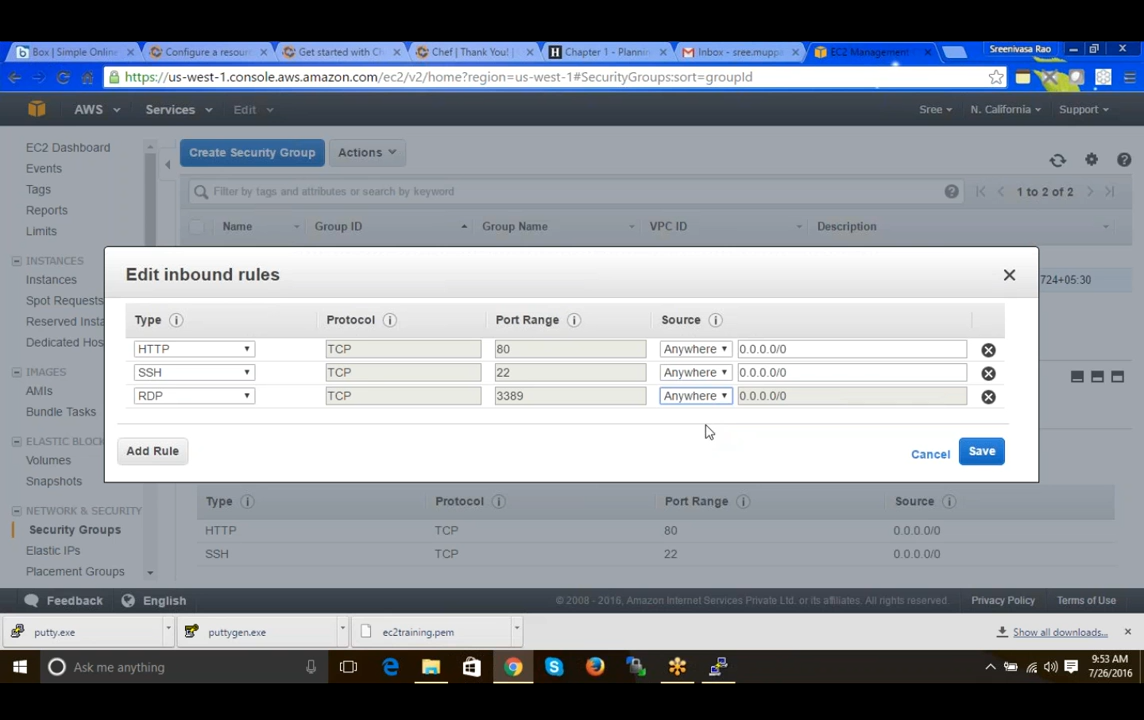 Box | Simple Online
Configure a resour
Get started with Ch
Chef | Thank You! |
Chapter 1 - Plannin
Inbox - sree.muppa
EC2 Management C
Sreenivasa Rao
https://us-west-1.console.aws.amazon.com/ec2/v2/home?region=us-west-1#SecurityGroups:sort=groupId
AWS Services Edit Sree N. California Support
EC2 Dashboard
Events
Tags
Reports
Limits
INSTANCES
Instances
Spot Requests
Reserved Insta
Dedicated Hos
IMAGES
AMIs
Bundle Tasks
ELASTIC BLOCK
Volumes
Snapshots
NETWORK & SECURITY
Security Groups
Elastic IPs
Placement Groups
Create Security Group Actions
Filter by tags and attributes or search by keyword 1 to 2 of 2
Name Group ID Group Name VPC ID Description
724+05:30
Edit inbound rules
Type Protocol Port Range Source
HTTP TCP 80 Anywhere 0.0.0.0/0
SSH TCP 22 Anywhere 0.0.0.0/0
RDP TCP 3389 Anywhere 0.0.0.0/0
Add Rule Cancel Save
Type Protocol Port Range Source
HTTP TCP 80 0.0.0.0/0
SSH TCP 22 0.0.0.0/0
Feedback English © 2008 - 2016, Amazon Internet Services Private Ltd. or its affiliates. All rights reserved. Privacy Policy Terms of Use
putty.exe puttygen.exe ec2training.pem Show all downloads...
Ask me anything
9:53 AM
7/26/2016